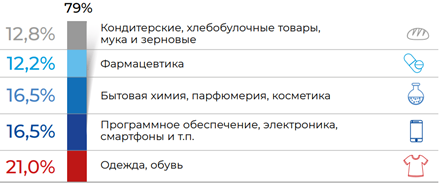 79%
12,8% Кондитерские, хлебобулочные товары,
мука и зерновые
12,2% Фармацевтика
16,5% Бытовая химия, парфюмерия, косметика
16,5% Программное обеспечение, электроника,
смартфоны и т.п.
21,0% Одежда, обувь